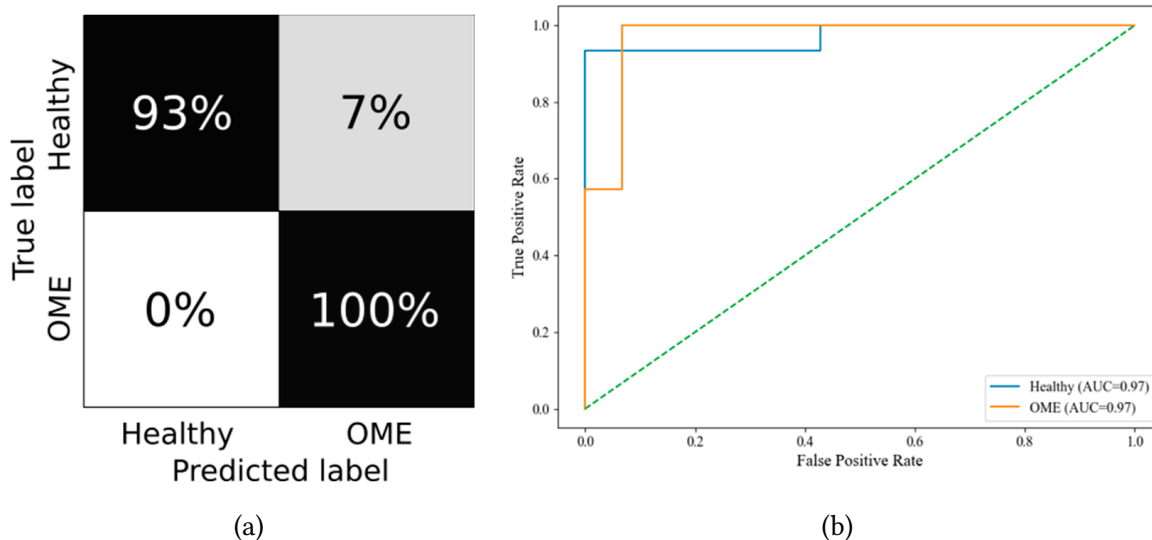 True label
Healthy
OME
93%
7%
0%
100%
Healthy
OME
Predicted label
(a)
True Positive Rate
1.0
0.8
0.6
0.4
0.2
0.0
0.0
0.2
0.4
0.6
0.8
1.0
False Positive Rate
Healthy (AUC=0.97)
OME (AUC=0.97)
(b)